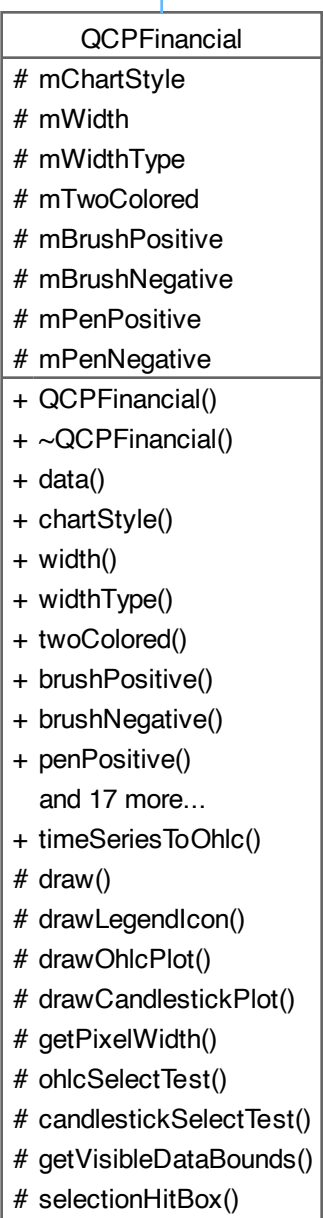 QCPFinancial
# mChartStyle
# mWidth
# mWidthType
# mTwoColored
# mBrushPositive
# mBrushNegative
# mPenPositive
# mPenNegative
+ QCPFinancial()
+ ~QCPFinancial()
+ data()
+ chartStyle()
+ width()
+ widthType()
+ twoColored()
+ brushPositive()
+ brushNegative()
+ penPositive()
and 17 more...
+ timeSeriesToOhlc()
# draw()
# drawLegendIcon()
# drawOhlcPlot()
# drawCandlestickPlot()
# getPixelWidth()
# ohlcSelectTest()
# candlestickSelectTest()
# getVisibleDataBounds()
# selectionHitBox()